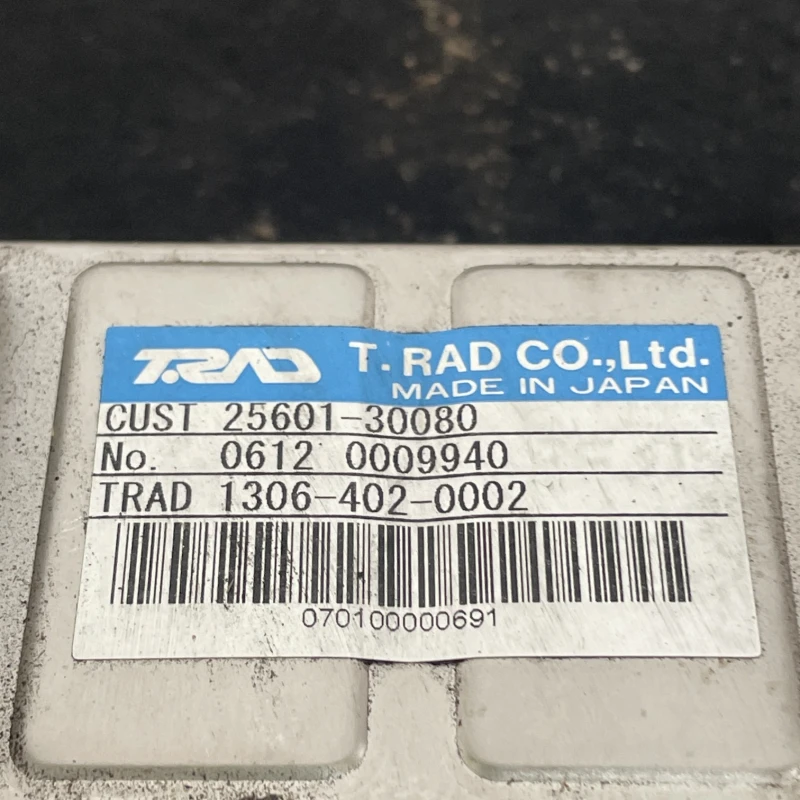 T.RAD T.RAD CO.,Ltd.
MADE IN JAPAN
CUST 25601-30080
No. 0612 0009940
TRAD 1306-402-0002
070100000691